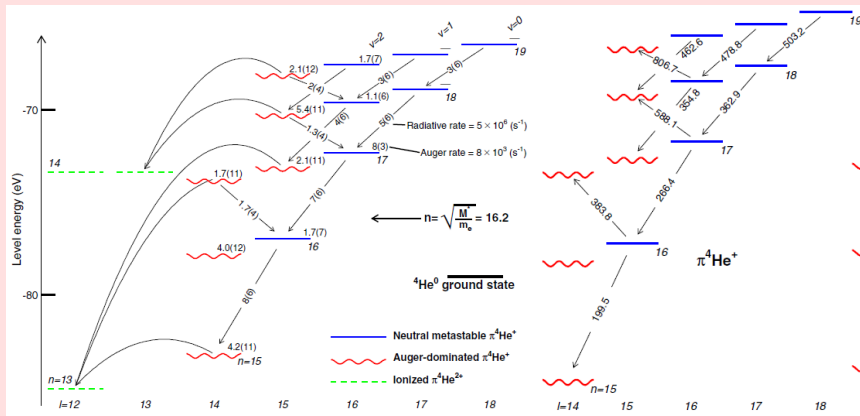 v=2
v=1
v=0
19
2.1(12)
1.7(7)
2(4)
3(6)
3(6)
19
462.6
478.8
503.2
806.7
18
5.4(11)
1.1(6)
-70
1.3(4)
4(6)
5(6)
18
Radiative rate = 5 × 10⁶ (s⁻¹)
354.8
362.9
588.1
8(3)
Auger rate = 8 × 10³ (s⁻¹)
17
17
14
2.1(11)
1.7(11)
1.7(4)
7(6)
383.8
266.4
Level energy (eV)
n= √M*/mₑ = 16.2
1.7(7)
16
16
4.0(12)
π⁴He⁺
⁴He⁰ ground state
-80
8(6)
199.5
Neutral metastable π⁴He⁺
4.2(11)
n=15
Auger-dominated π⁴He⁺
n=13
Ionized π⁴He²⁺
n=15
l=12 13 14 15 16 17 18
l=14 15 16 17 18